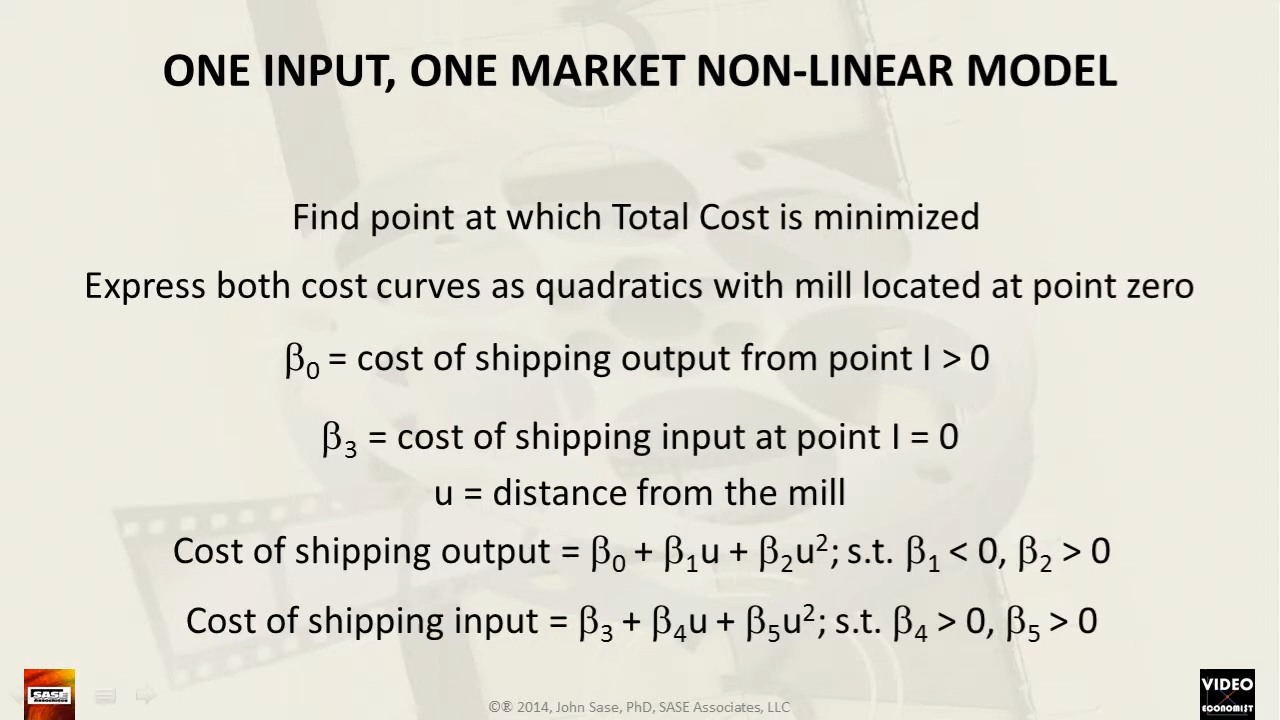 ONE INPUT, ONE MARKET NON-LINEAR MODEL
Find point at which Total Cost is minimized
Express both cost curves as quadratics with mill located at point zero
β₀ = cost of shipping output from point I > 0
β₃ = cost of shipping input at point I = 0
u = distance from the mill
Cost of shipping output = β₀ + β₁u + β₂u²; s.t. β₁ < 0, β₂ > 0
Cost of shipping input = β₃ + β₄u + β₅u²; s.t. β₄ > 0, β₅ > 0
SASE
ASSOCIATES
©® 2014, John Sase, PhD, SASE Associates, LLC
VIDEO
ECONOMIST